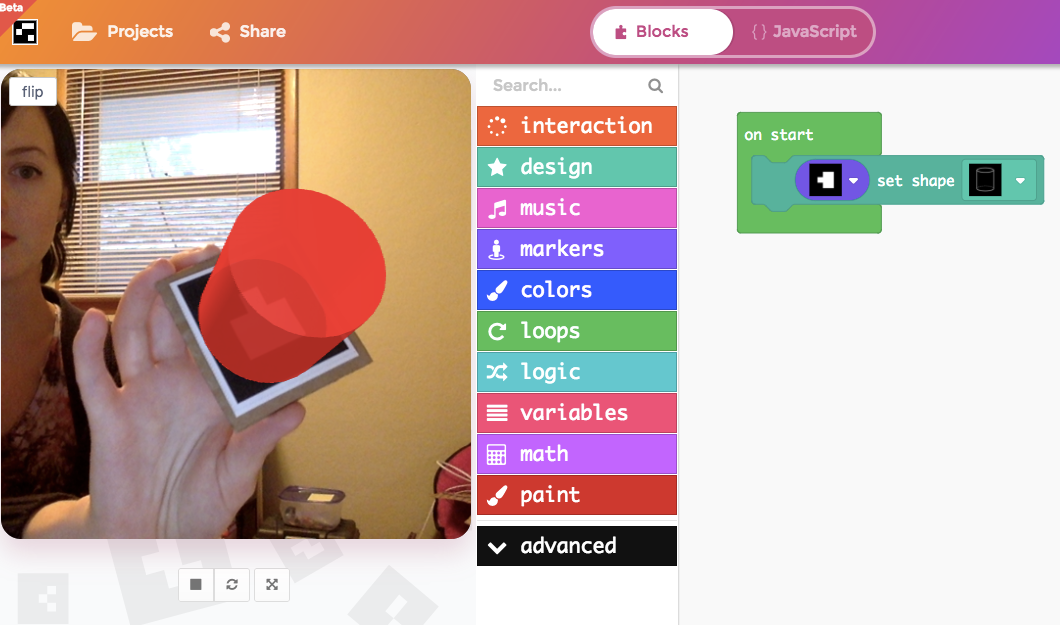 Beta
Projects
Share
Blocks
{} JavaScript
flip
Search...
interaction
design
music
markers
colors
loops
logic
variables
math
paint
advanced
on start
set shape